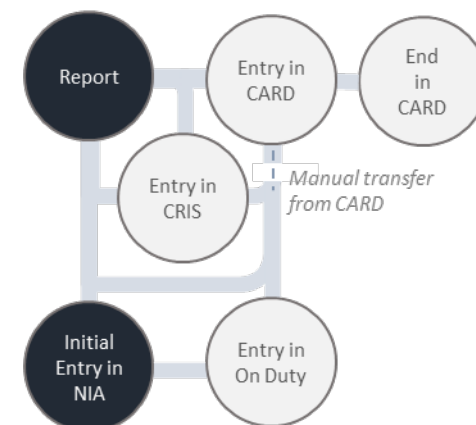 Report
Entry in
CARD
End
in
CARD
Entry in
CRIS
Manual transfer
from CARD
Initial
Entry in
NIA
Entry in
On Duty